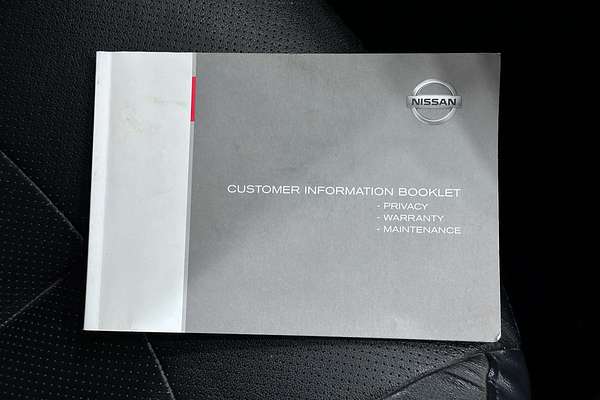 NISSAN
CUSTOMER INFORMATION BOOKLET
- PRIVACY
- WARRANTY
- MAINTENANCE